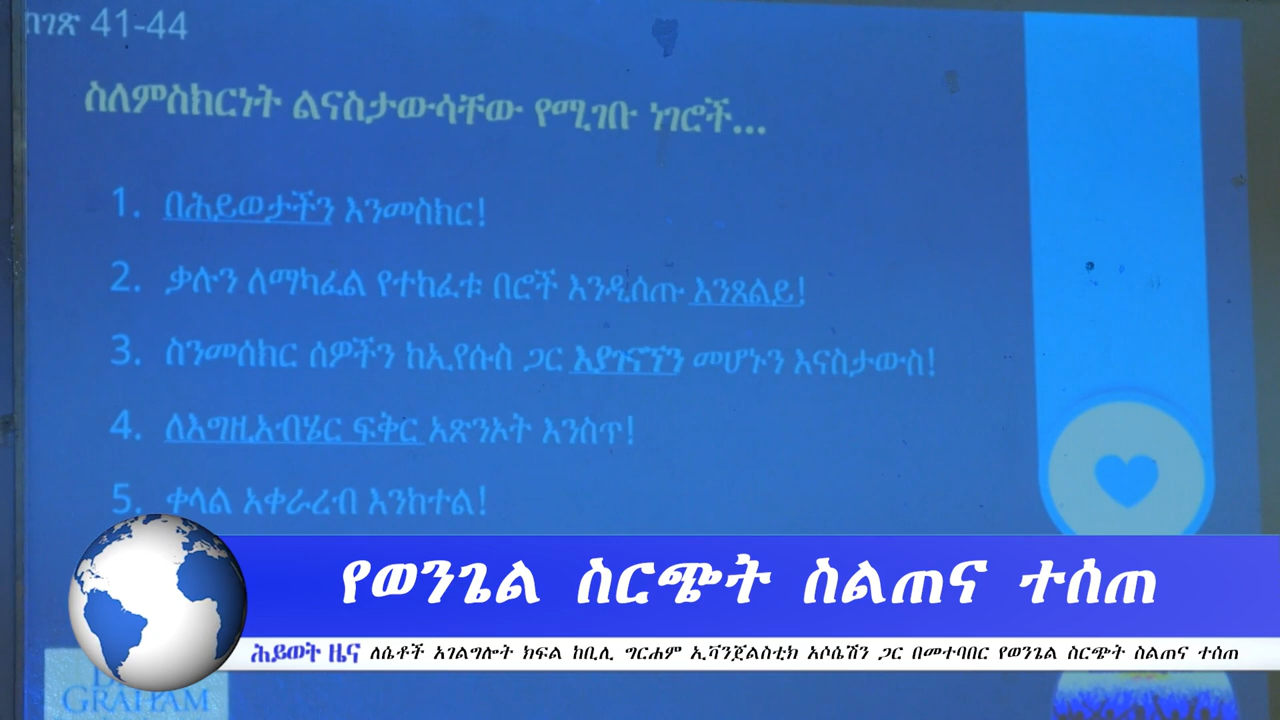 በገጽ 41-44
ስለምስክርነት ልናስታውሳቸው የሚገቡ ነገሮች...
1. በሕይወታችን እንመስክር!
2. ቃሉን ለማካፈል የተከፈቱ በሮች እንዲሰጡ እንጸልይ!
3. ስንመሰክር ሰዎችን ከኢየሱስ ጋር እያገናኘን መሆኑን እናስታውስ!
4. ለእግዚአብሄር ፍቅር አጽንኦት እንስጥ!
5. ቀላል አቀራረብ እንከተል!
የወንጌል ስርጭት ስልጠና ተሰጠ
ሕይወት ዜና ለሴቶች አገልግሎት ክፍል ከቢሊ ግርሐም ኢቫንጀልስቲክ አሶሴሽን ጋር በመተባበር የወንጌል ስርጭት ስልጠና ተሰጠ
GRAHAM